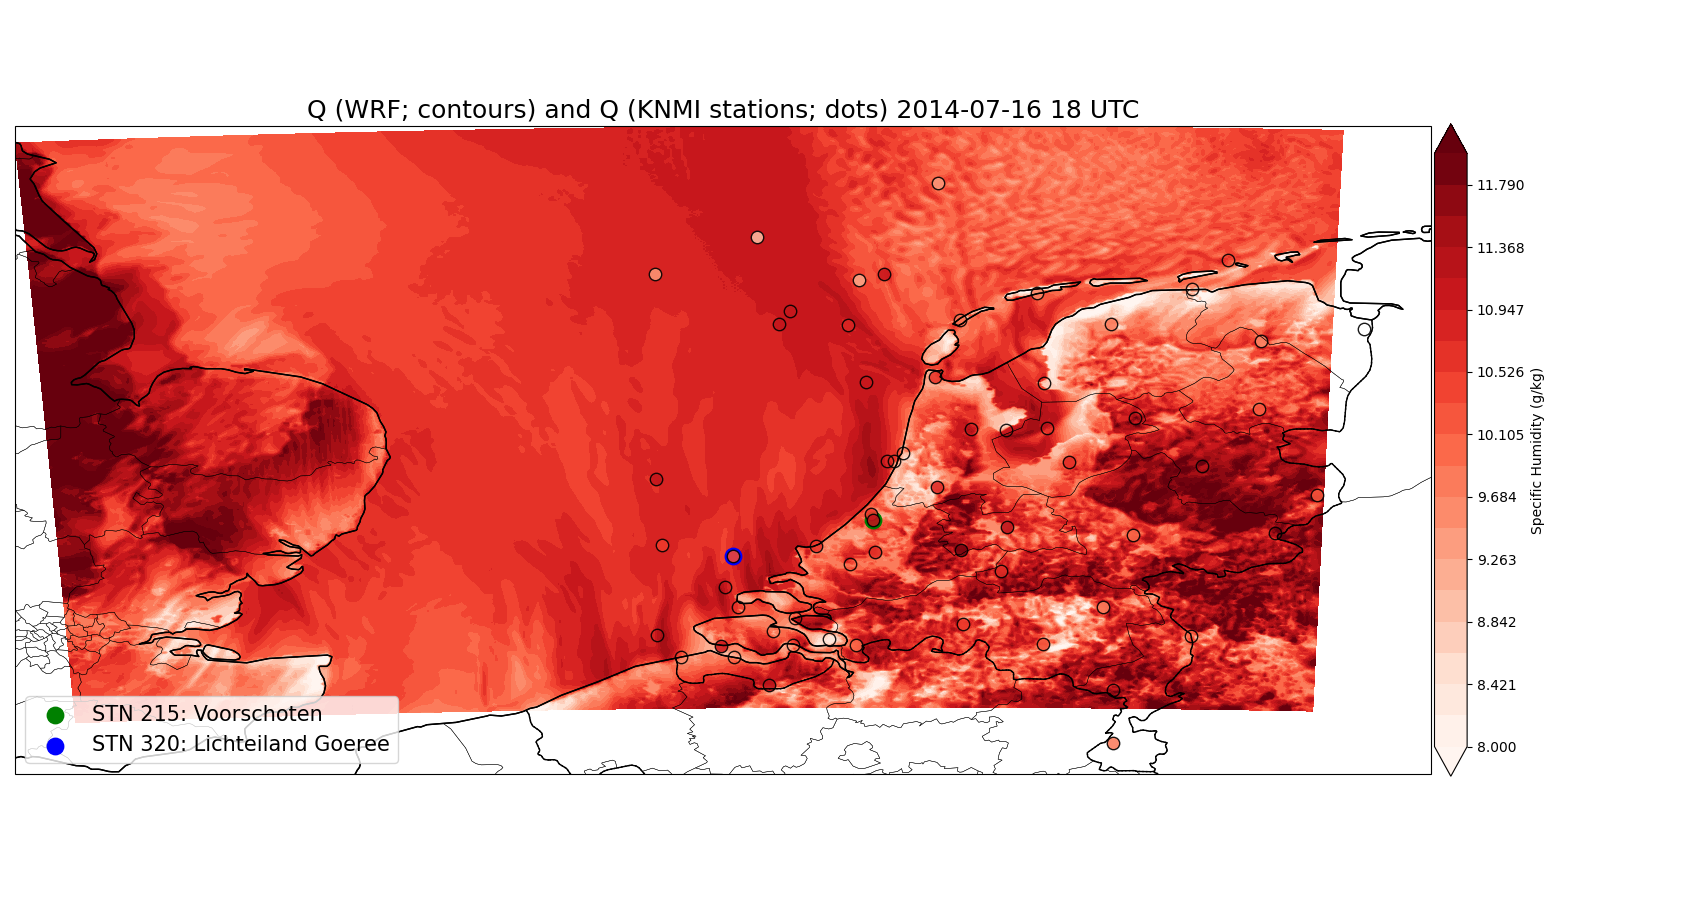 Q (WRF; contours) and Q (KNMI stations; dots) 2014-07-16 18 UTC
11.790
11.368
10.947
10.526
10.105
9.684
9.263
8.842
8.421
8.000
Specific Humidity (g/kg)
STN 215: Voorschoten
STN 320: Lichteiland Goeree